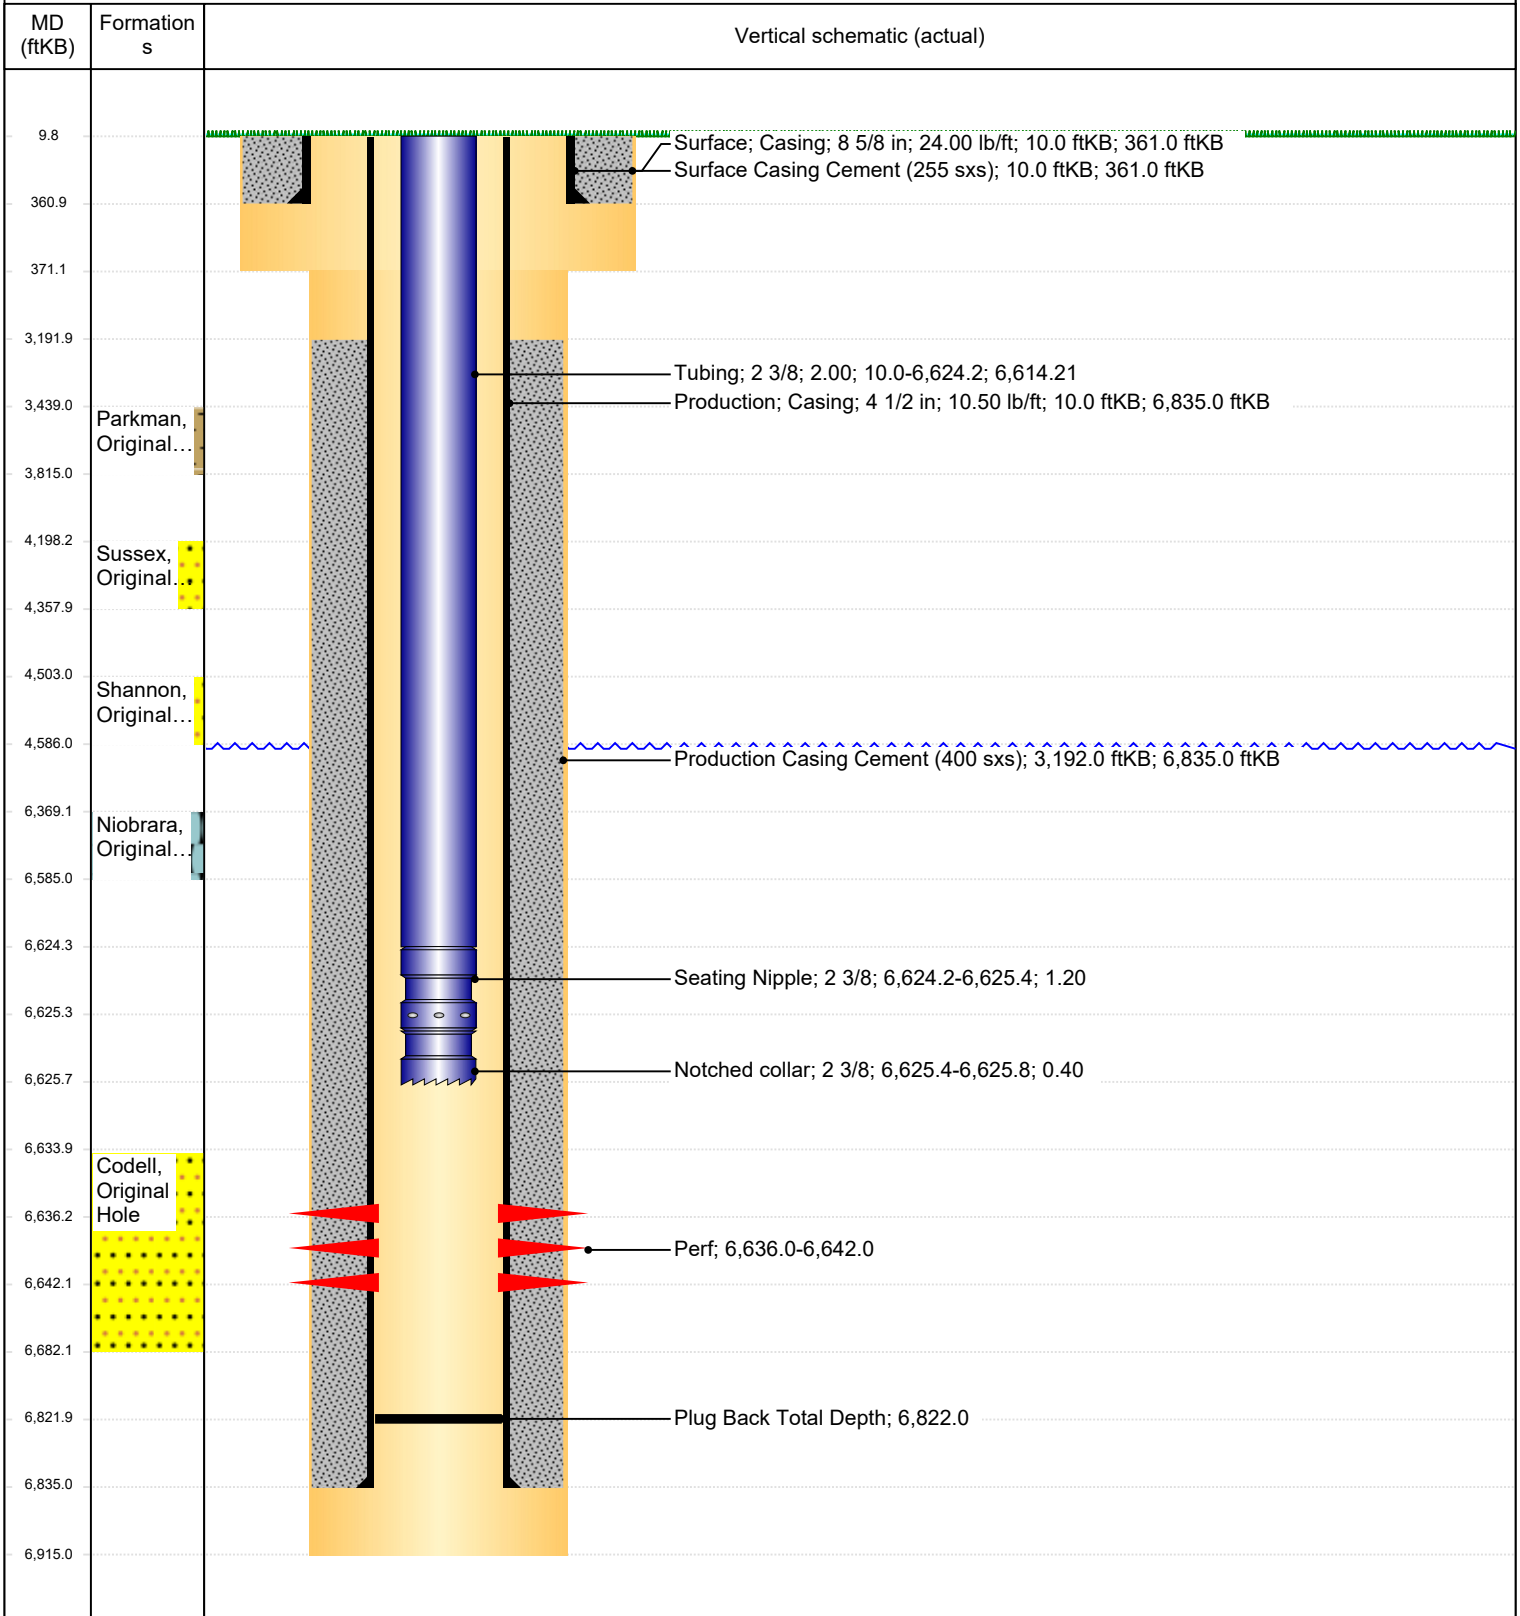 MD
(ftKB)
Formation
s
Vertical schematic (actual)
9.8
Surface; Casing; 8 5/8 in; 24.00 lb/ft; 10.0 ftKB; 361.0 ftKB
Surface Casing Cement (255 sxs); 10.0 ftKB; 361.0 ftKB
360.9
371.1
3,191.9
Tubing; 2 3/8; 2.00; 10.0-6,624.2; 6,614.21
Production; Casing; 4 1/2 in; 10.50 lb/ft; 10.0 ftKB; 6,835.0 ftKB
3,439.0
Parkman,
Original...
3,815.0
4,198.2
Sussex,
Original...
4,357.9
4,503.0
Shannon,
Original...
4,586.0
Production Casing Cement (400 sxs); 3,192.0 ftKB; 6,835.0 ftKB
6,369.1
Niobrara,
Original...
6,585.0
6,624.3
Seating Nipple; 2 3/8; 6,624.2-6,625.4; 1.20
6,625.3
Notched collar; 2 3/8; 6,625.4-6,625.8; 0.40
6,625.7
6,633.9
Codell,
Original
Hole
6,636.2
Perf; 6,636.0-6,642.0
6,642.1
6,682.1
6,821.9
Plug Back Total Depth; 6,822.0
6,835.0
6,915.0